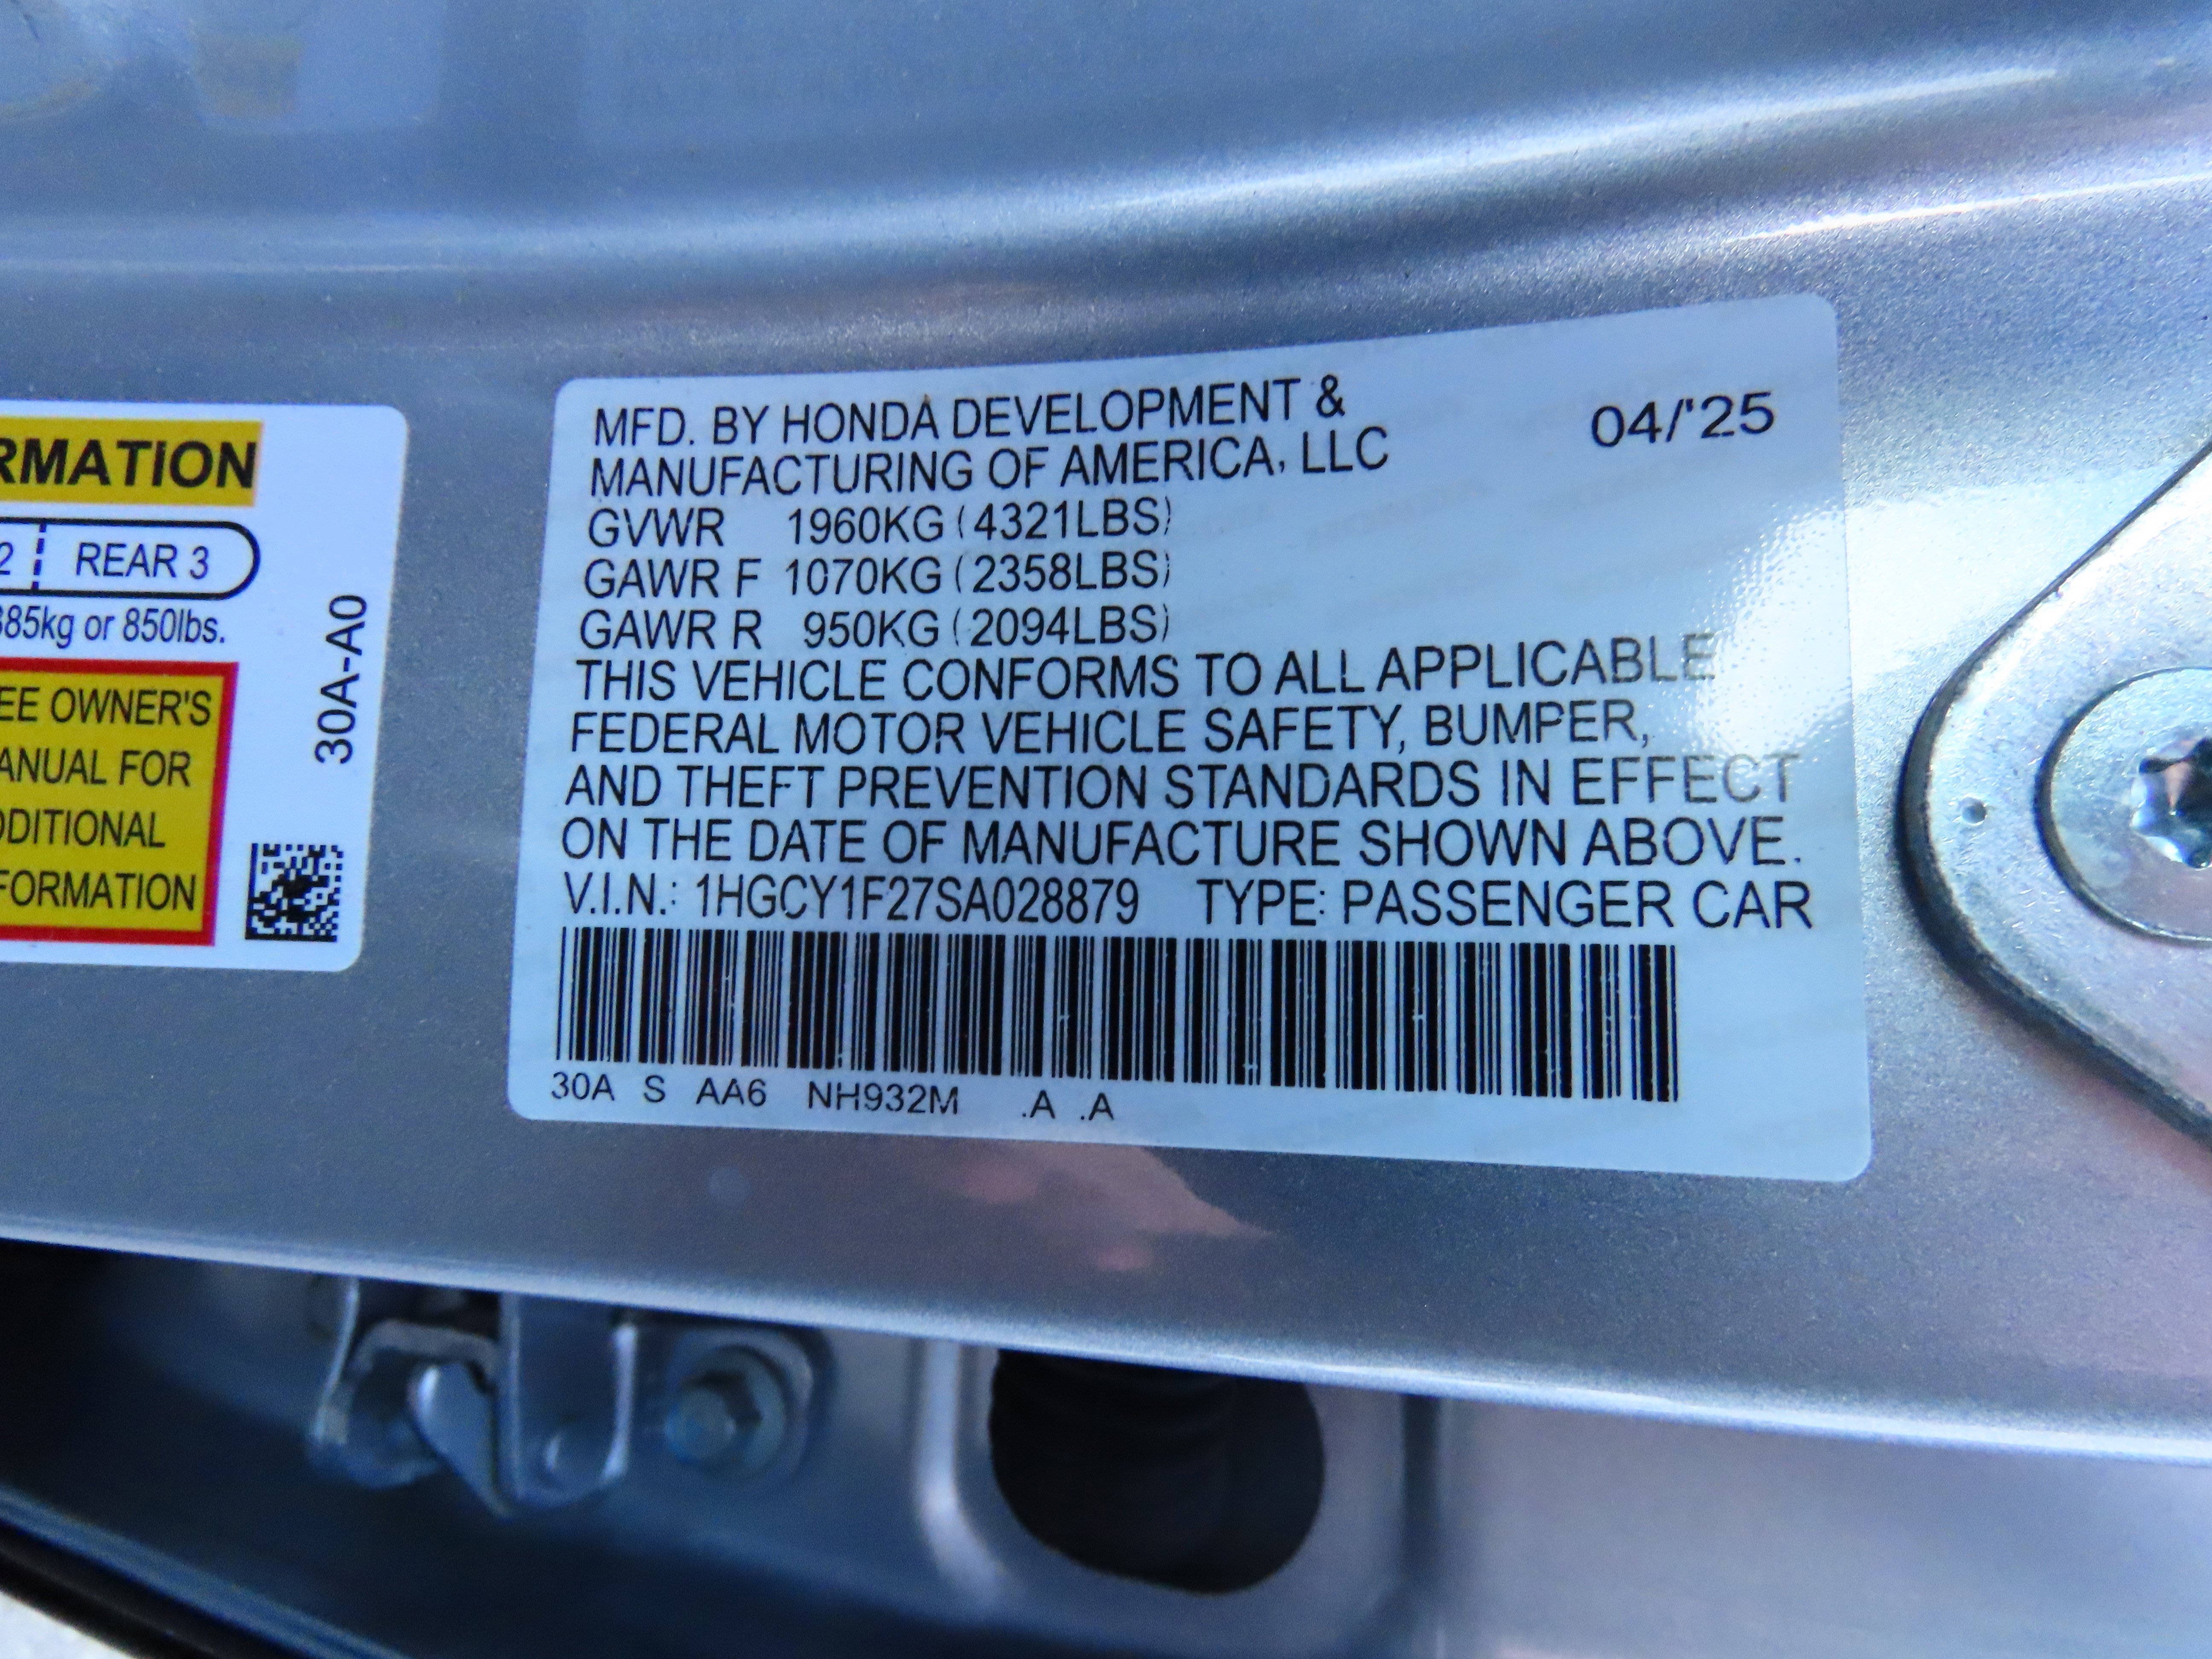 RMATION
2 REAR 3
385kg or 850lbs.
EE OWNER'S
ANUAL FOR
DDITIONAL
FORMATION
30A-A0
MFD. BY HONDA DEVELOPMENT &
MANUFACTURING OF AMERICA, LLC
04/'25
GVWR 1960KG (4321LBS)
GAWR F 1070KG (2358LBS)
GAWR R 950KG (2094LBS)
THIS VEHICLE CONFORMS TO ALL APPLICABLE
FEDERAL MOTOR VEHICLE SAFETY, BUMPER,
AND THEFT PREVENTION STANDARDS IN EFFECT
ON THE DATE OF MANUFACTURE SHOWN ABOVE.
V.I.N.: 1HGCY1F27SA028879 TYPE: PASSENGER CAR
30A S AA6 NH932M .A .A